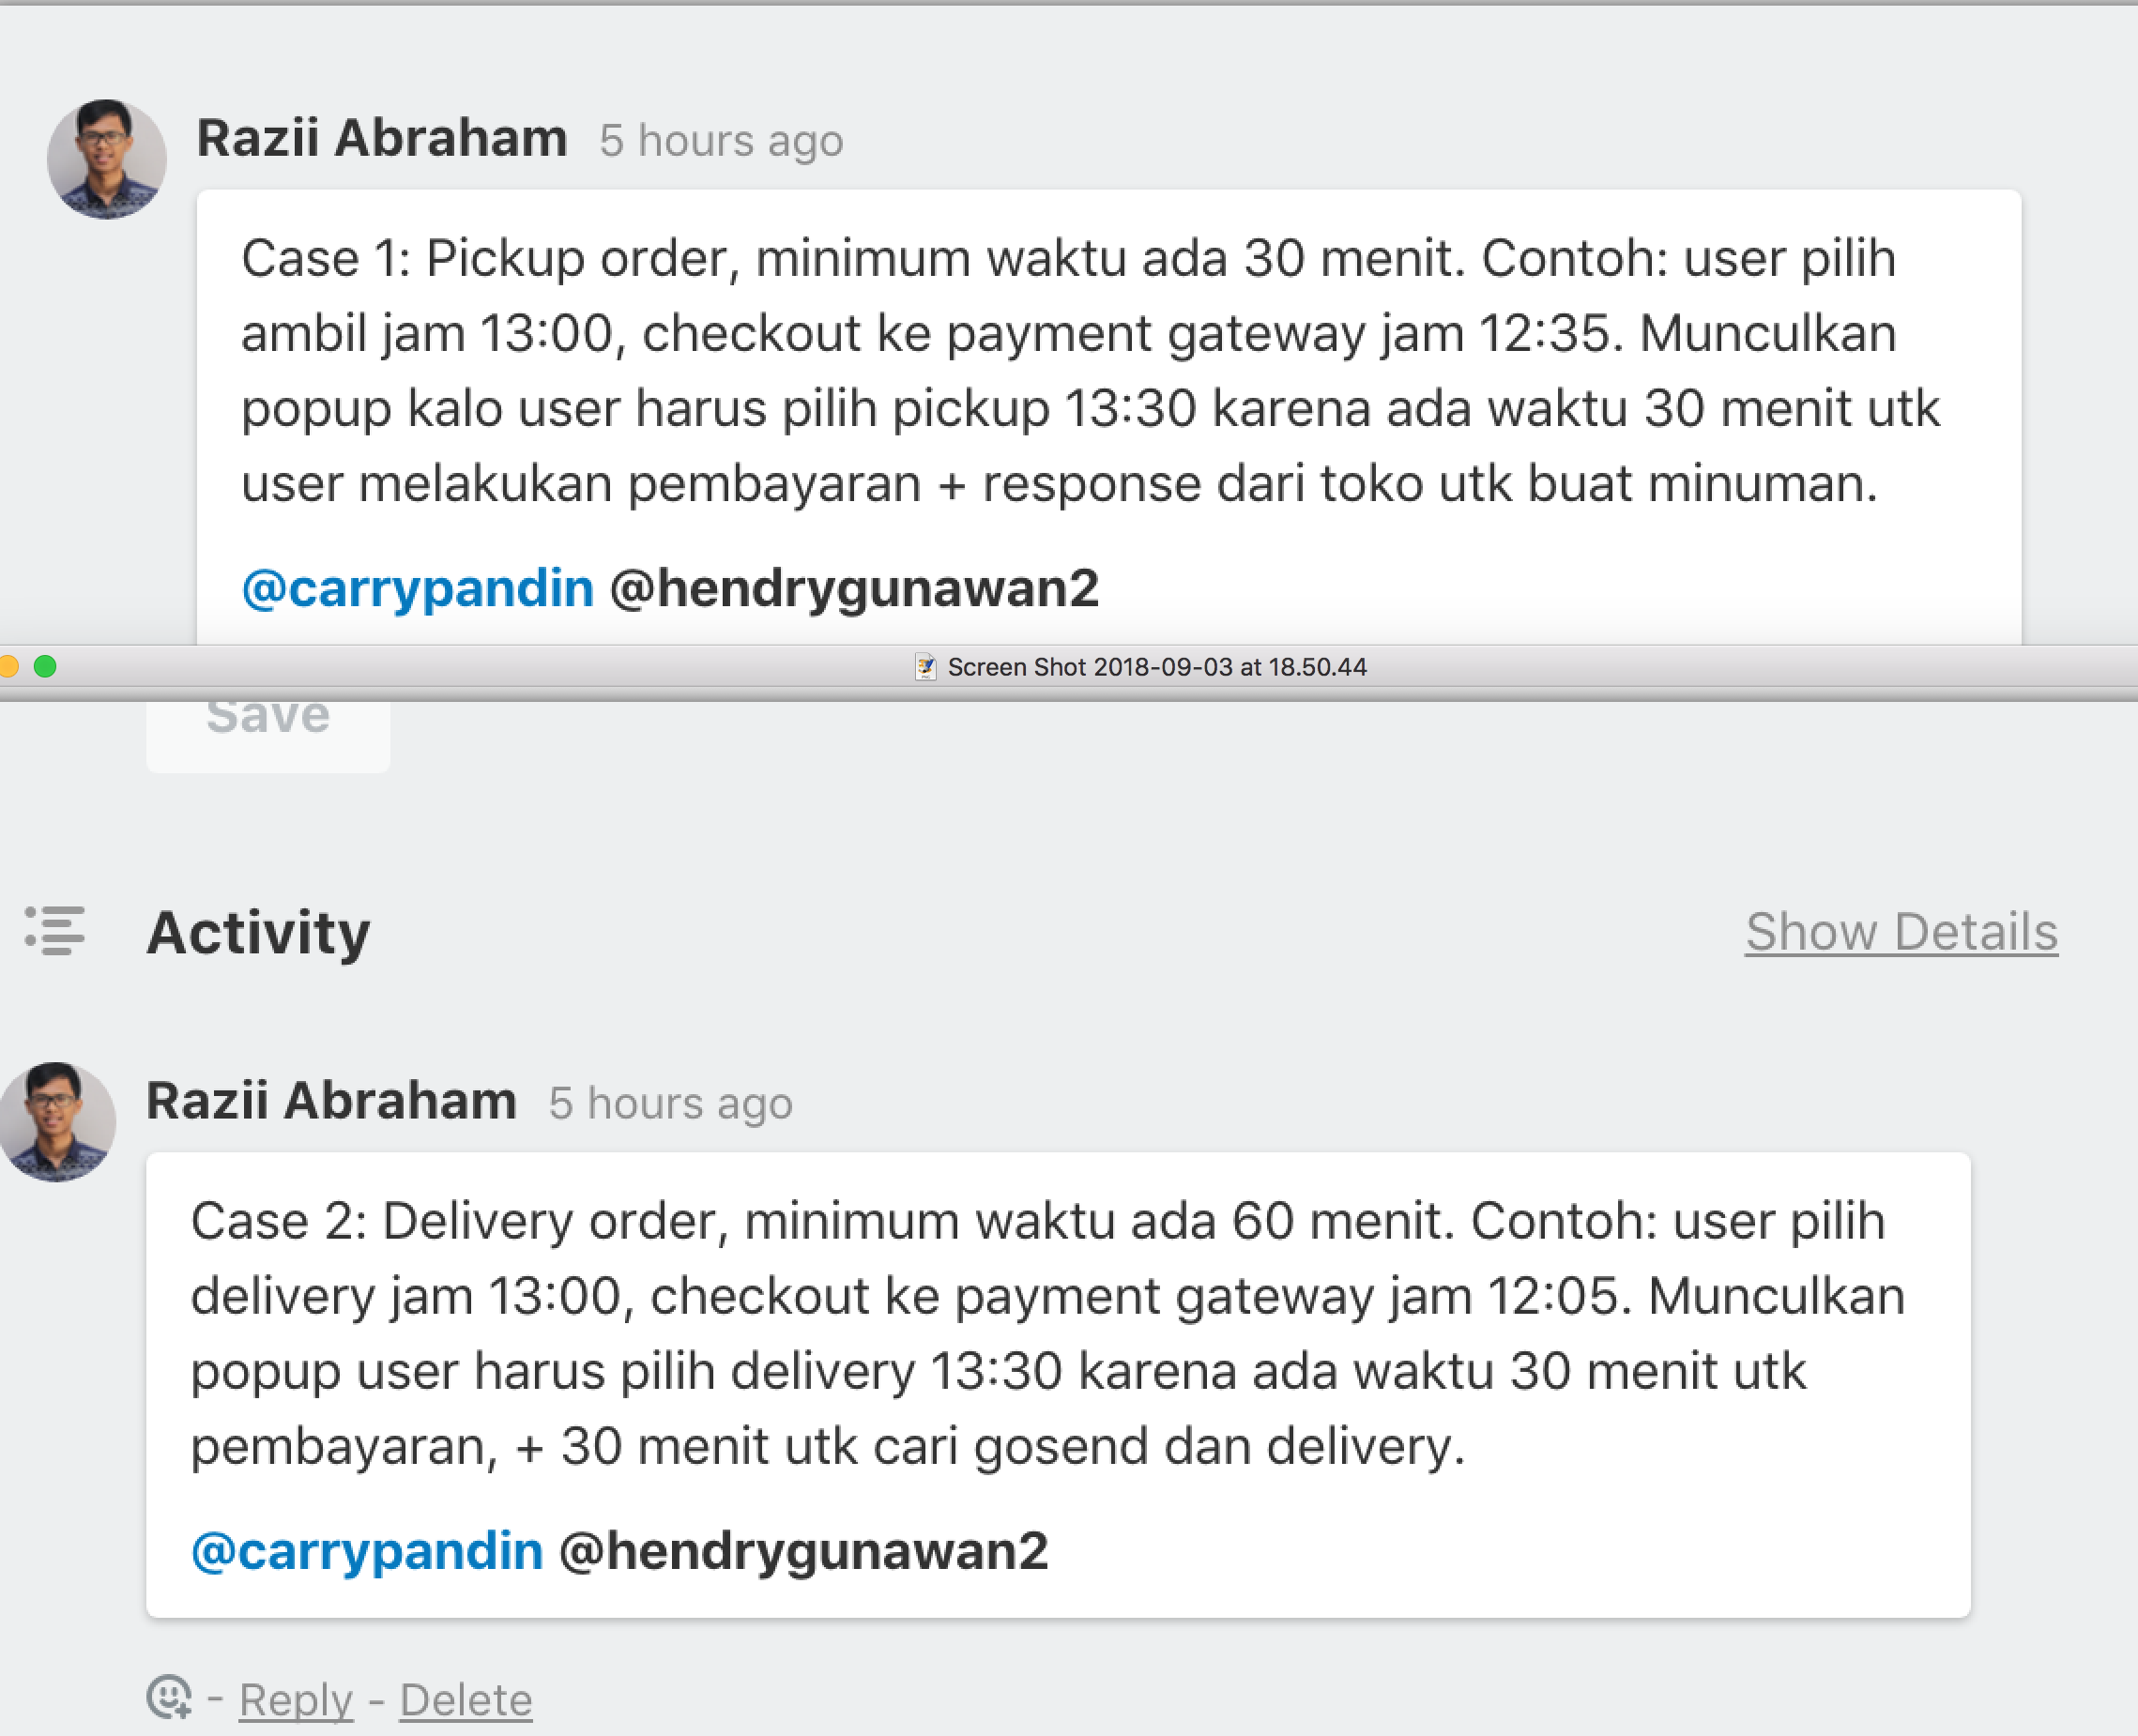 Razii Abraham 5 hours ago
Case 1: Pickup order, minimum waktu ada 30 menit. Contoh: user pilih
ambil jam 13:00, checkout ke payment gateway jam 12:35. Munculkan
popup kalo user harus pilih pickup 13:30 karena ada waktu 30 menit utk
user melakukan pembayaran + response dari toko utk buat minuman.
@carrypandin @hendrygunawan2
Screen Shot 2018-09-03 at 18.50.44
Save
Activity Show Details
Razii Abraham 5 hours ago
Case 2: Delivery order, minimum waktu ada 60 menit. Contoh: user pilih
delivery jam 13:00, checkout ke payment gateway jam 12:05. Munculkan
popup user harus pilih delivery 13:30 karena ada waktu 30 menit utk
pembayaran, + 30 menit utk cari gosend dan delivery.
@carrypandin @hendrygunawan2
- Reply - Delete